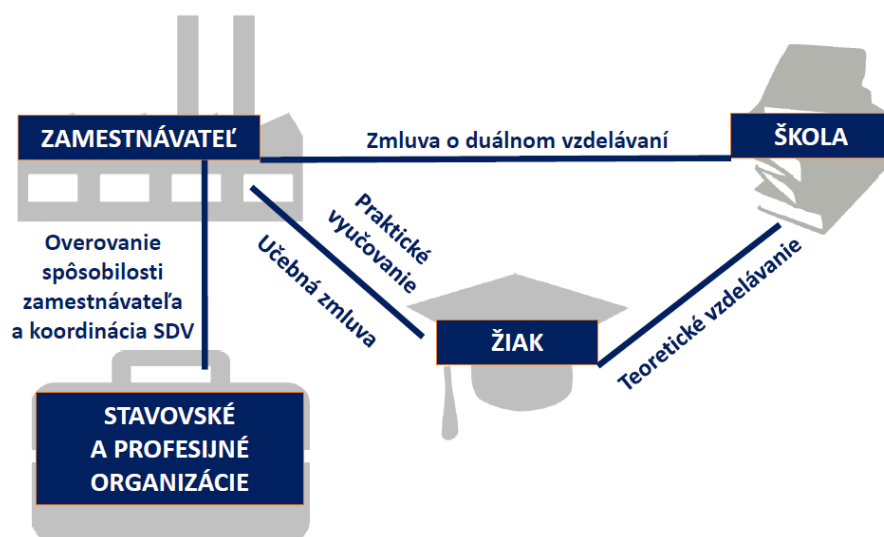 ZAMESTNÁVATEĽ
Zmluva o duálnom vzdelávaní
ŠKOLA
Overovanie
spôsobilosti
zamestnávateľa
a koordinácia SDV
Praktické
vyučovanie
Učebná zmluva
ŽIAK
Teoretické vzdelávanie
STAVOVSKÉ
A PROFESIJNÉ
ORGANIZÁCIE